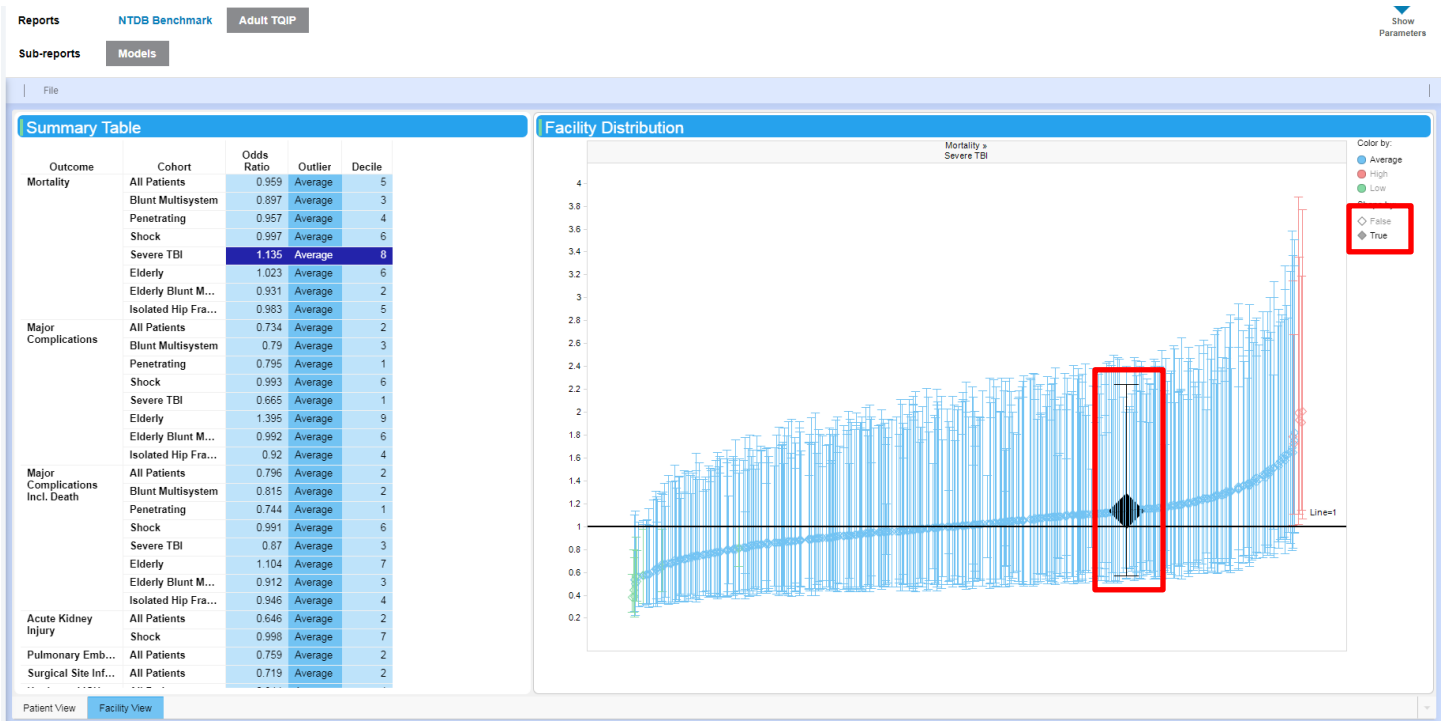 Reports NTDB Benchmark Adult TQIP
Show
Parameters
Sub-reports Models
File
Summary Table
Outcome Cohort Odds Ratio Outlier Decile
Mortality All Patients 0.959 Average 5
Blunt Multisystem 0.897 Average 3
Penetrating 0.957 Average 4
Shock 0.997 Average 6
Severe TBI 1.135 Average 8
Elderly 1.023 Average 6
Elderly Blunt M... 0.931 Average 2
Isolated Hip Fra... 0.983 Average 5
Major Complications All Patients 0.734 Average 2
Blunt Multisystem 0.79 Average 3
Penetrating 0.795 Average 1
Shock 0.993 Average 6
Severe TBI 0.665 Average 1
Elderly 1.395 Average 9
Elderly Blunt M... 0.992 Average 6
Isolated Hip Fra... 0.92 Average 4
Major Complications Incl. Death All Patients 0.796 Average 2
Blunt Multisystem 0.815 Average 2
Penetrating 0.744 Average 1
Shock 0.991 Average 6
Severe TBI 0.87 Average 3
Elderly 1.104 Average 7
Elderly Blunt M... 0.912 Average 3
Isolated Hip Fra... 0.946 Average 4
Acute Kidney Injury All Patients 0.646 Average 2
Shock 0.998 Average 7
Pulmonary Emb... All Patients 0.759 Average 2
Surgical Site Inf... All Patients 0.719 Average 2
Facility Distribution
Mortality »
Severe TBI
4
3.8
3.6
3.4
3.2
3
2.8
2.6
2.4
2.2
2
1.8
1.6
1.4
1.2
1
0.8
0.6
0.4
0.2
Line=1
Color by:
Average
High
Low
False
True
Patient View Facility View